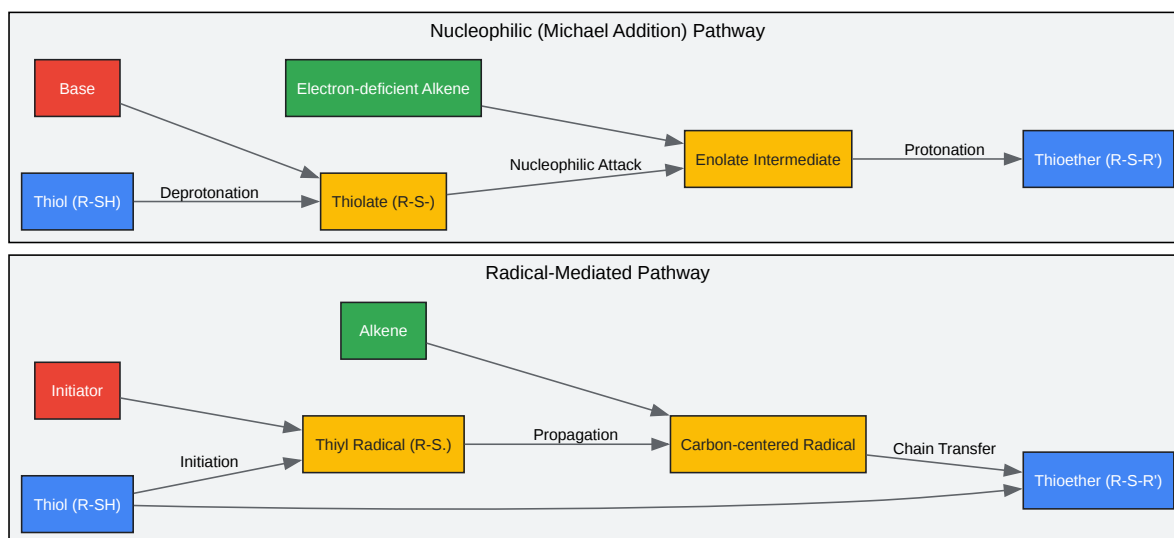 Nucleophilic (Michael Addition) Pathway
Base
Electron-deficient Alkene
Thiol (R-SH)
Deprotonation
Thiolate (R-S-)
Nucleophilic Attack
Enolate Intermediate
Protonation
Thioether (R-S-R')
Radical-Mediated Pathway
Alkene
Initiator
Thiol (R-SH)
Initiation
Thiyl Radical (R-S.)
Propagation
Carbon-centered Radical
Chain Transfer
Thioether (R-S-R')